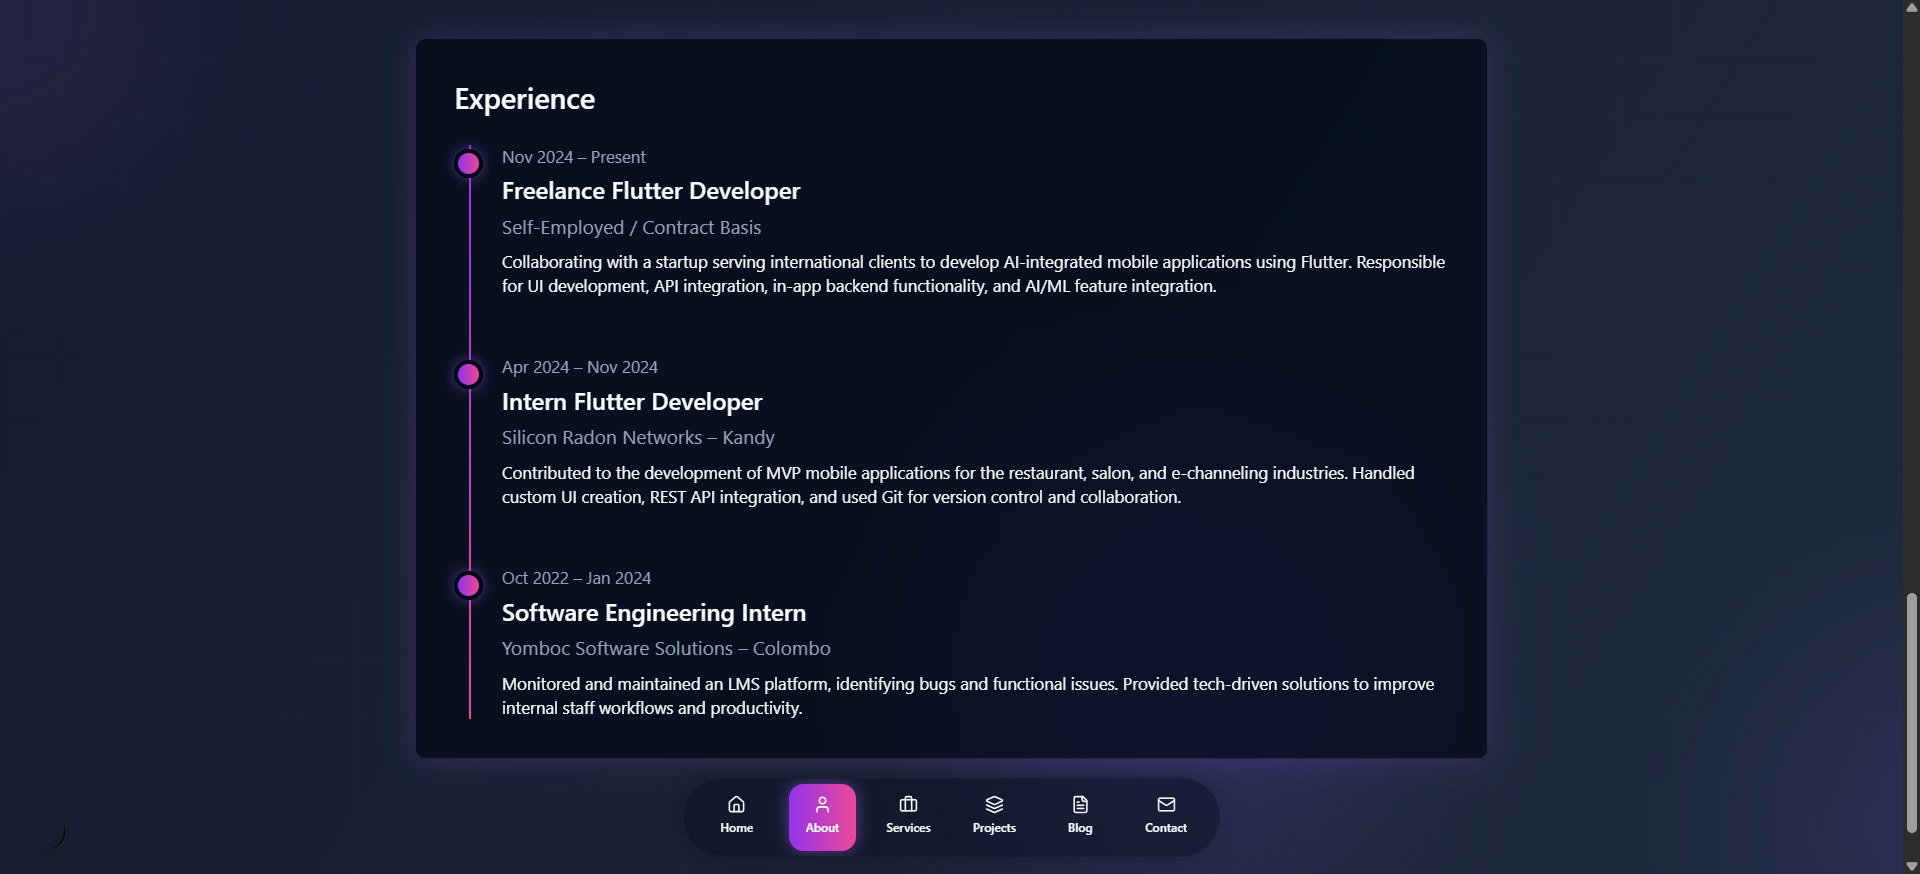 Experience
Nov 2024 – Present
Freelance Flutter Developer
Self-Employed / Contract Basis
Collaborating with a startup serving international clients to develop AI-integrated mobile applications using Flutter. Responsible
for UI development, API integration, in-app backend functionality, and AI/ML feature integration.
Apr 2024 – Nov 2024
Intern Flutter Developer
Silicon Radon Networks – Kandy
Contributed to the development of MVP mobile applications for the restaurant, salon, and e-channeling industries. Handled
custom UI creation, REST API integration, and used Git for version control and collaboration.
Oct 2022 – Jan 2024
Software Engineering Intern
Yomboc Software Solutions – Colombo
Monitored and maintained an LMS platform, identifying bugs and functional issues. Provided tech-driven solutions to improve
internal staff workflows and productivity.
Home About Services Projects Blog Contact